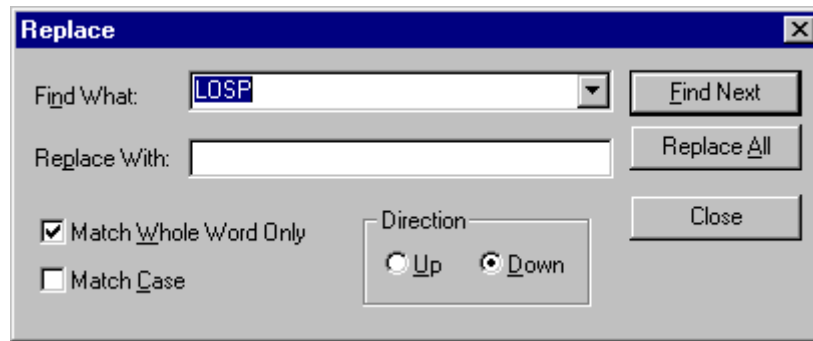 Replace
Find What: LOSP Find Next
Replace With: Replace All
Match Whole Word Only Direction Close
Match Case Up Down